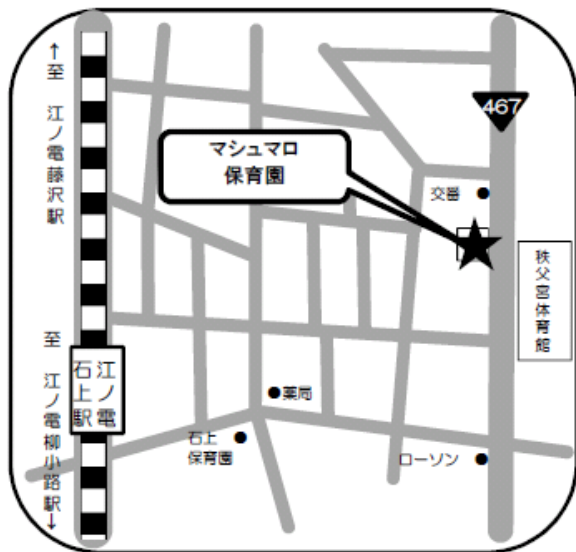 ↑至 江ノ電藤沢駅
467
マシュマロ
保育園
交番
秩父宮体育館
至 江ノ電柳小路駅↓
江ノ電
石上駅
薬局
石上
保育園
ローソン